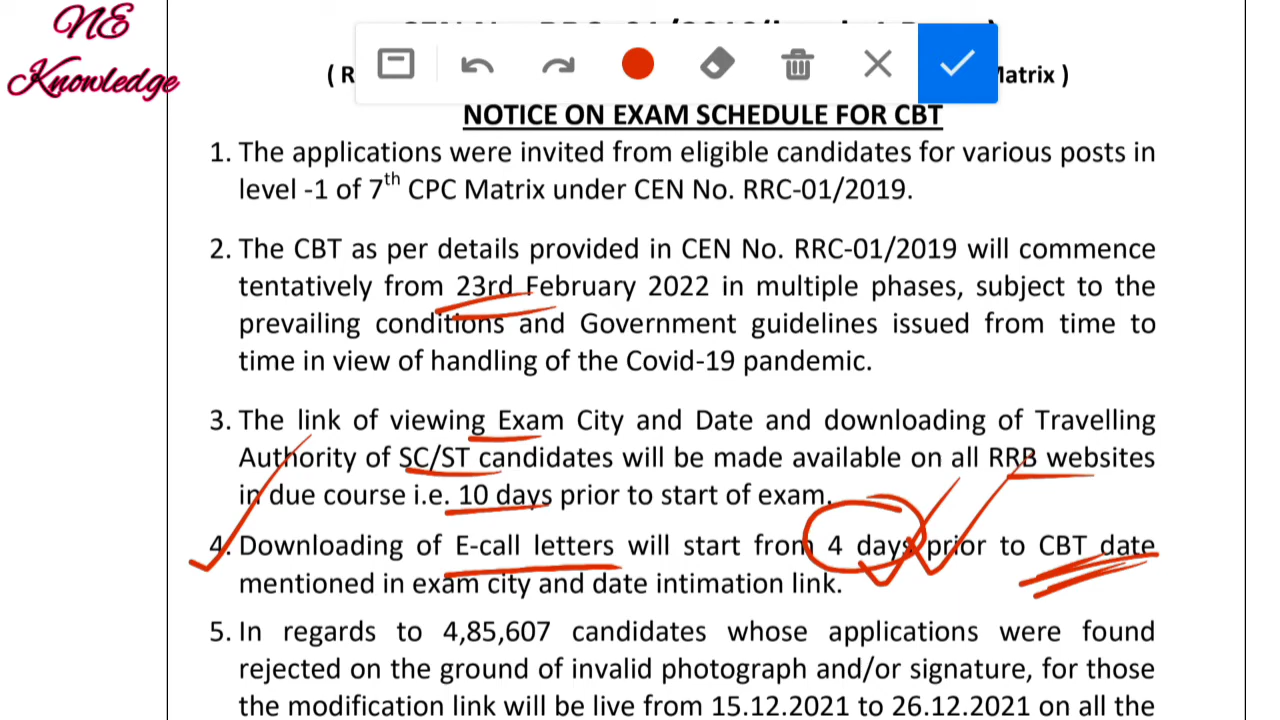 NE
Knowledge
( R
Matrix )
NOTICE ON EXAM SCHEDULE FOR CBT
1. The applications were invited from eligible candidates for various posts in
level -1 of 7th CPC Matrix under CEN No. RRC-01/2019.
2. The CBT as per details provided in CEN No. RRC-01/2019 will commence
tentatively from 23rd February 2022 in multiple phases, subject to the
prevailing conditions and Government guidelines issued from time to
time in view of handling of the Covid-19 pandemic.
3. The link of viewing Exam City and Date and downloading of Travelling
Authority of SC/ST candidates will be made available on all RRB websites
in due course i.e. 10 days prior to start of exam.
4. Downloading of E-call letters will start from 4 days prior to CBT date
mentioned in exam city and date intimation link.
5. In regards to 4,85,607 candidates whose applications were found
rejected on the ground of invalid photograph and/or signature, for those
the modification link will be live from 15.12.2021 to 26.12.2021 on all the